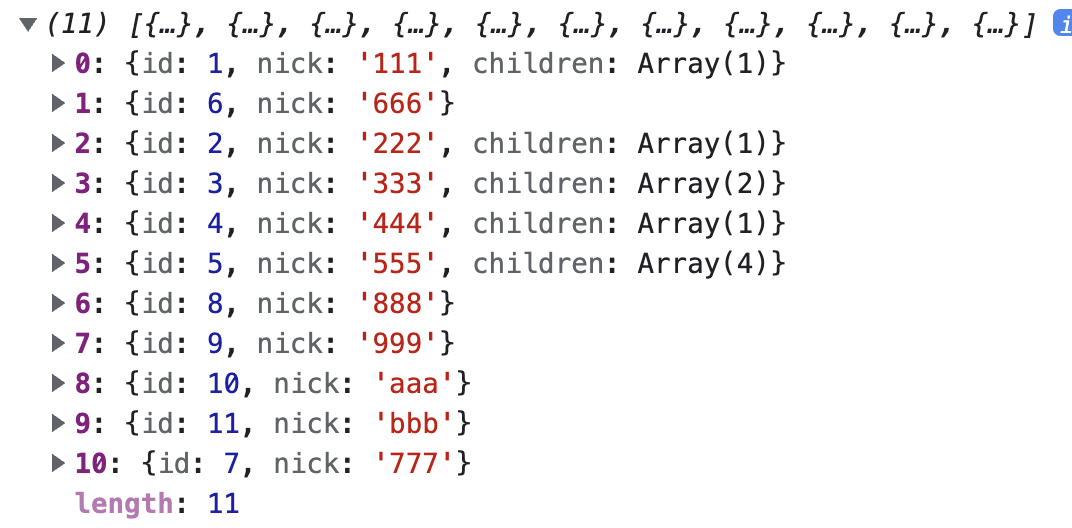 ▼(11) [{…}, {…}, {…}, {…}, {…}, {…}, {…}, {…}, {…}, {…}, {…}] i
▶0: {id: 1, nick: '111', children: Array(1)}
▶1: {id: 6, nick: '666'}
▶2: {id: 2, nick: '222', children: Array(1)}
▶3: {id: 3, nick: '333', children: Array(2)}
▶4: {id: 4, nick: '444', children: Array(1)}
▶5: {id: 5, nick: '555', children: Array(4)}
▶6: {id: 8, nick: '888'}
▶7: {id: 9, nick: '999'}
▶8: {id: 10, nick: 'aaa'}
▶9: {id: 11, nick: 'bbb'}
▶10: {id: 7, nick: '777'}
length: 11